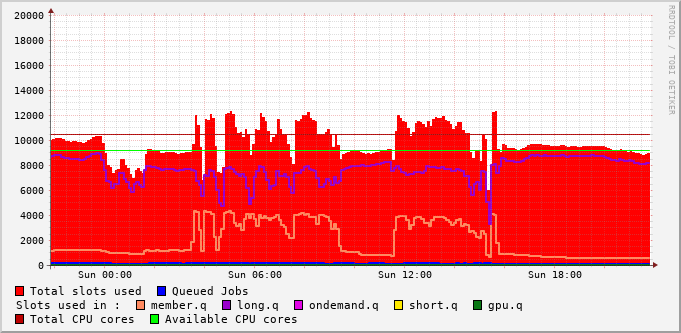 20000
18000
16000
14000
12000
10000
8000
6000
4000
2000
0
Sun 00:00 Sun 06:00 Sun 12:00 Sun 18:00
RRDTOOL / TOBI OETIKER
Total slots used Queued Jobs
Slots used in : member.q long.q ondemand.q short.q gpu.q
Total CPU cores Available CPU cores